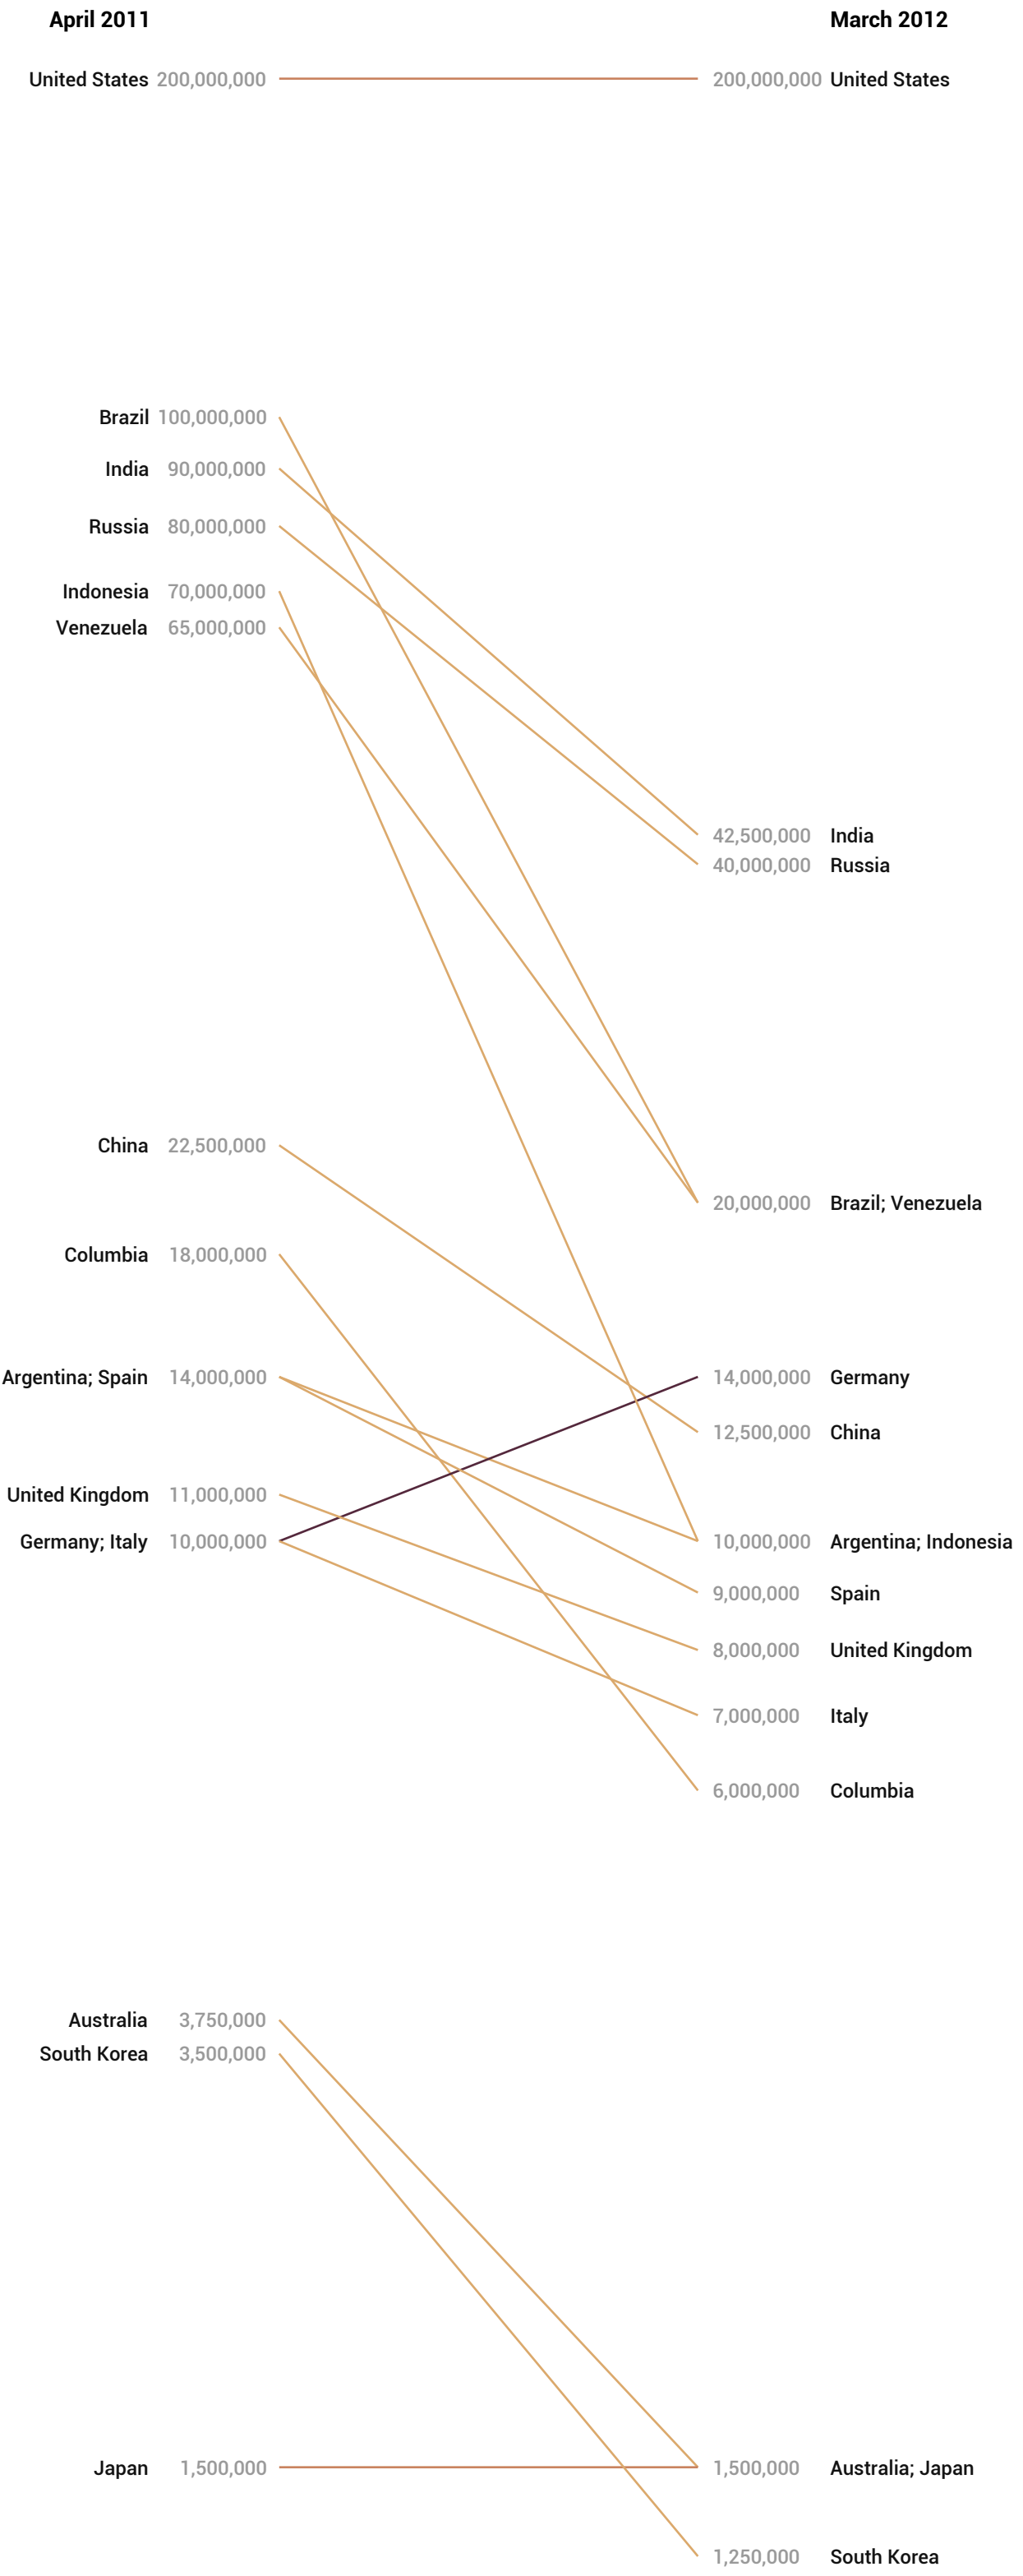 April 2011 March 2012
United States 200,000,000 200,000,000 United States
Brazil 100,000,000
India 90,000,000
Russia 80,000,000
Indonesia 70,000,000
Venezuela 65,000,000
42,500,000 India
40,000,000 Russia
China 22,500,000
20,000,000 Brazil; Venezuela
Columbia 18,000,000
Argentina; Spain 14,000,000 14,000,000 Germany
12,500,000 China
United Kingdom 11,000,000
Germany; Italy 10,000,000 10,000,000 Argentina; Indonesia
9,000,000 Spain
8,000,000 United Kingdom
7,000,000 Italy
6,000,000 Columbia
Australia 3,750,000
South Korea 3,500,000
Japan 1,500,000 1,500,000 Australia; Japan
1,250,000 South Korea